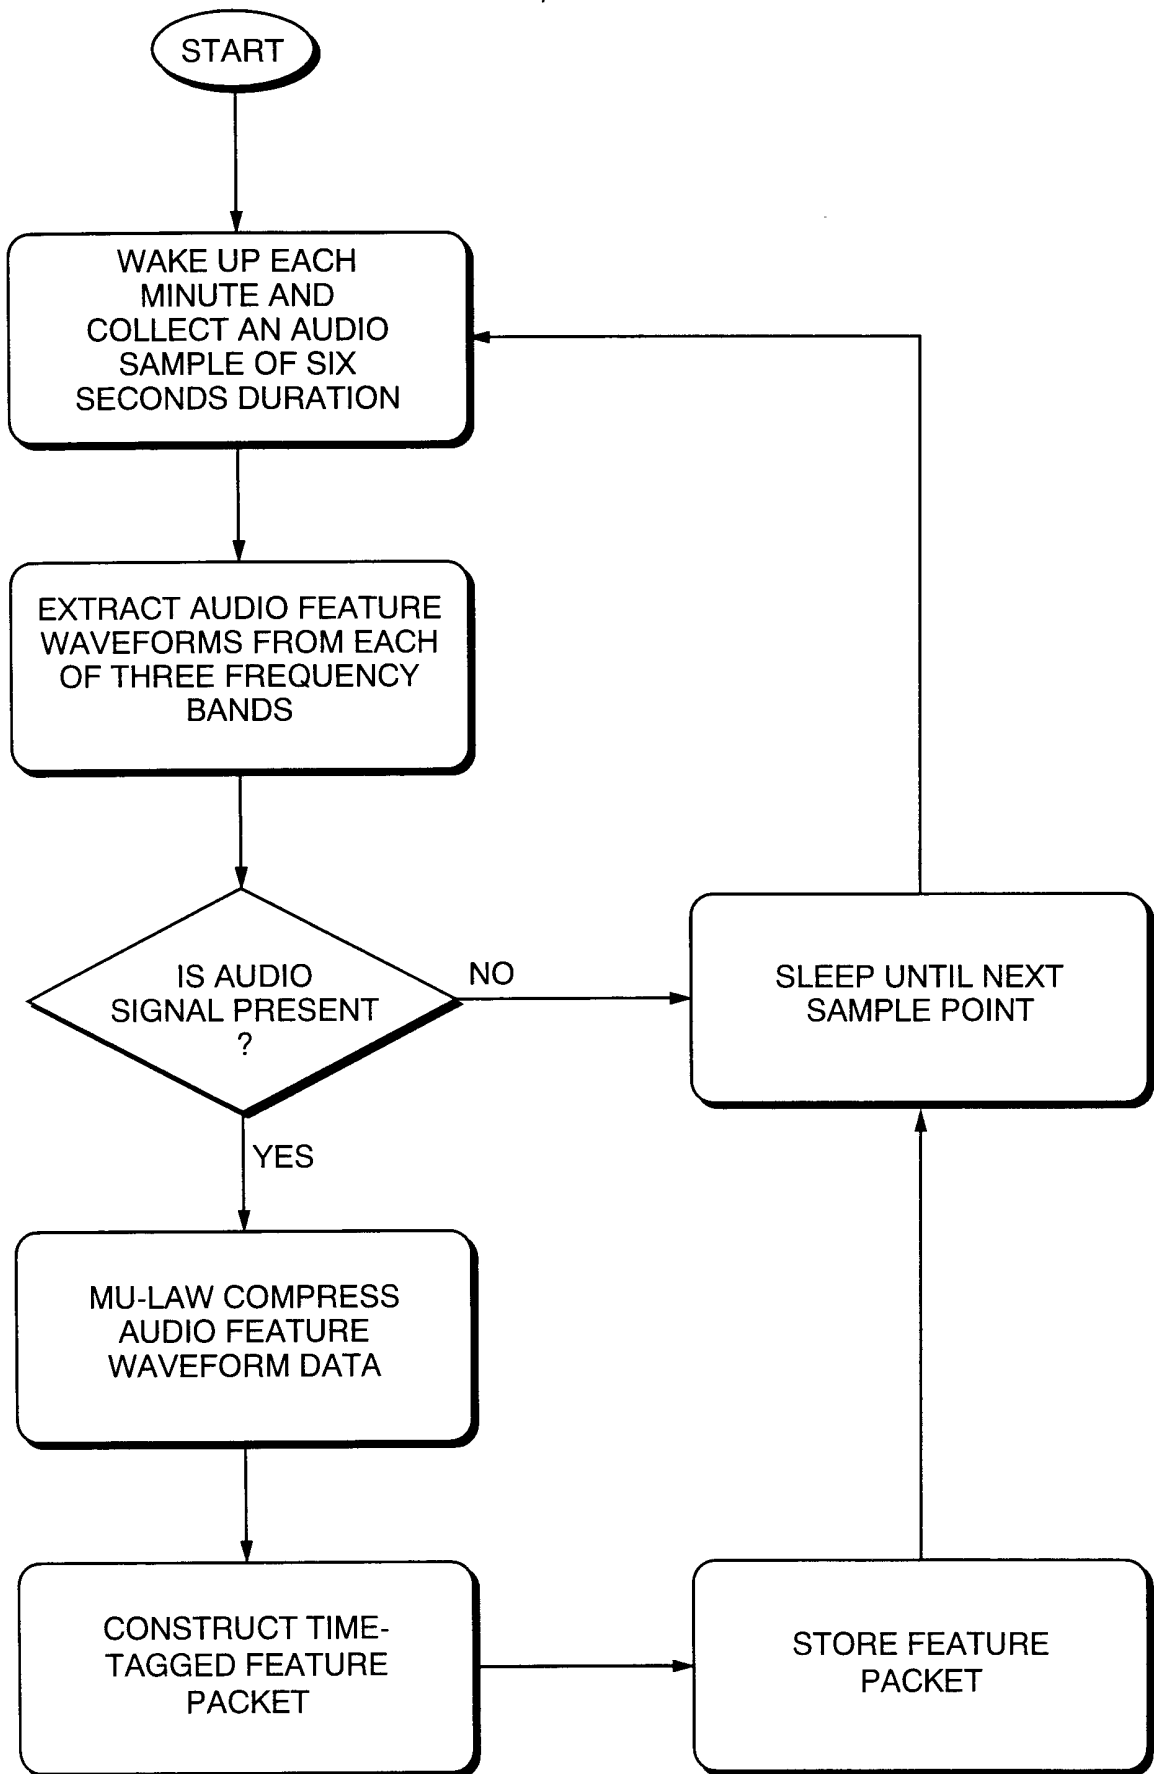 START
WAKE UP EACH
MINUTE AND
COLLECT AN AUDIO
SAMPLE OF SIX
SECONDS DURATION
EXTRACT AUDIO FEATURE
WAVEFORMS FROM EACH
OF THREE FREQUENCY
BANDS
IS AUDIO
SIGNAL PRESENT
?
NO
SLEEP UNTIL NEXT
SAMPLE POINT
YES
MU-LAW COMPRESS
AUDIO FEATURE
WAVEFORM DATA
CONSTRUCT TIME-
TAGGED FEATURE
PACKET
STORE FEATURE
PACKET